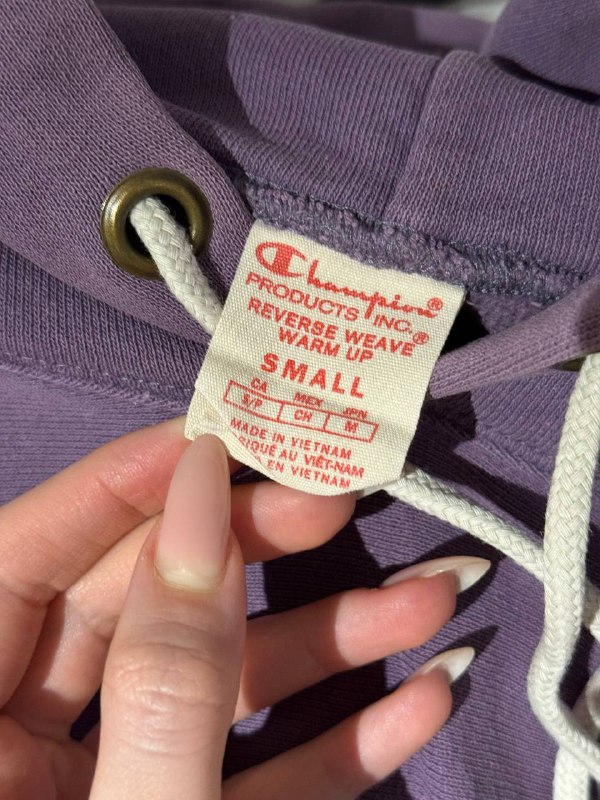 Champion®
PRODUCTS INC.®
REVERSE WEAVE
WARM UP
SMALL
CA MEX JPN
S/P CH M
MADE IN VIETNAM
AU VIÊT-NAM
EN VIETNAM